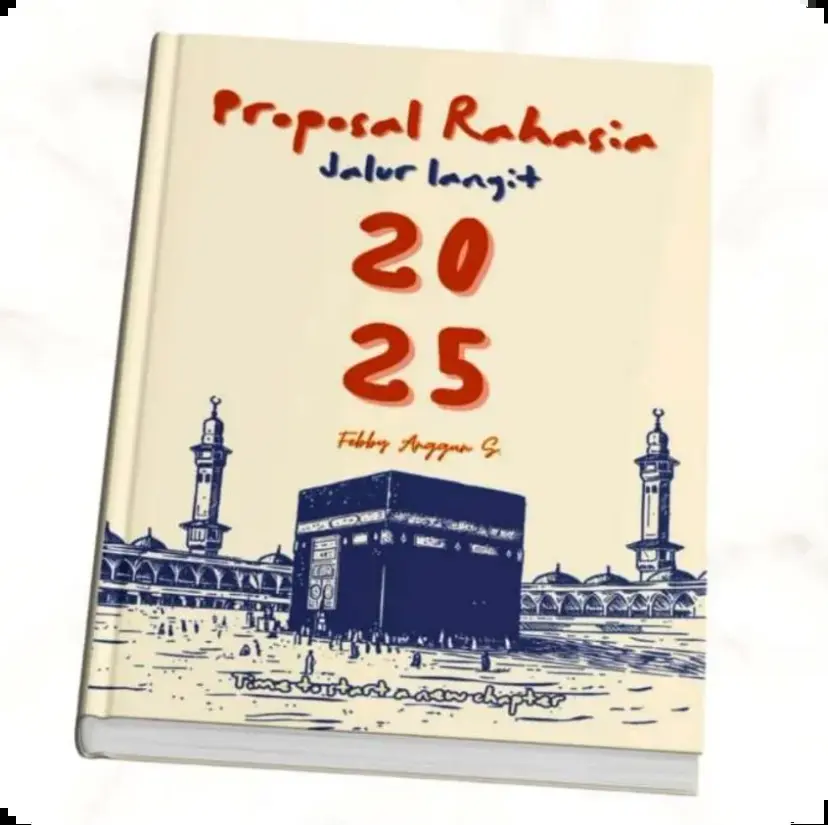 Proposal Rahasia
Jalur langit
20
25
Febby Anggun S.
Time to start a new chapter